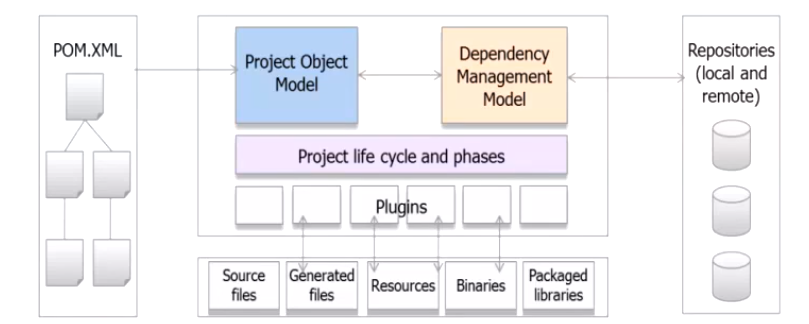 POM.XML
Project Object
Model
Dependency
Management
Model
Repositories
(local and
remote)
Project life cycle and phases
Plugins
Source
files
Generated
files
Resources
Binaries
Packaged
libraries